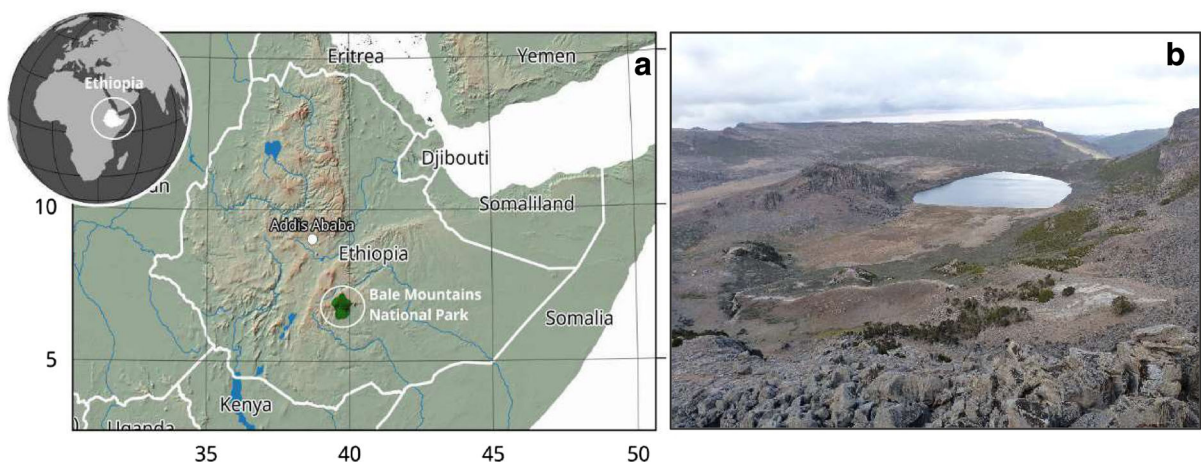 Ethiopia
a
b
Eritrea
Yemen
Djibouti
an
10
Somaliland
Addis Ababa
Ethiopia
Bale Mountains
National Park
Somalia
5
Kenya
Uganda
35
40
45
50